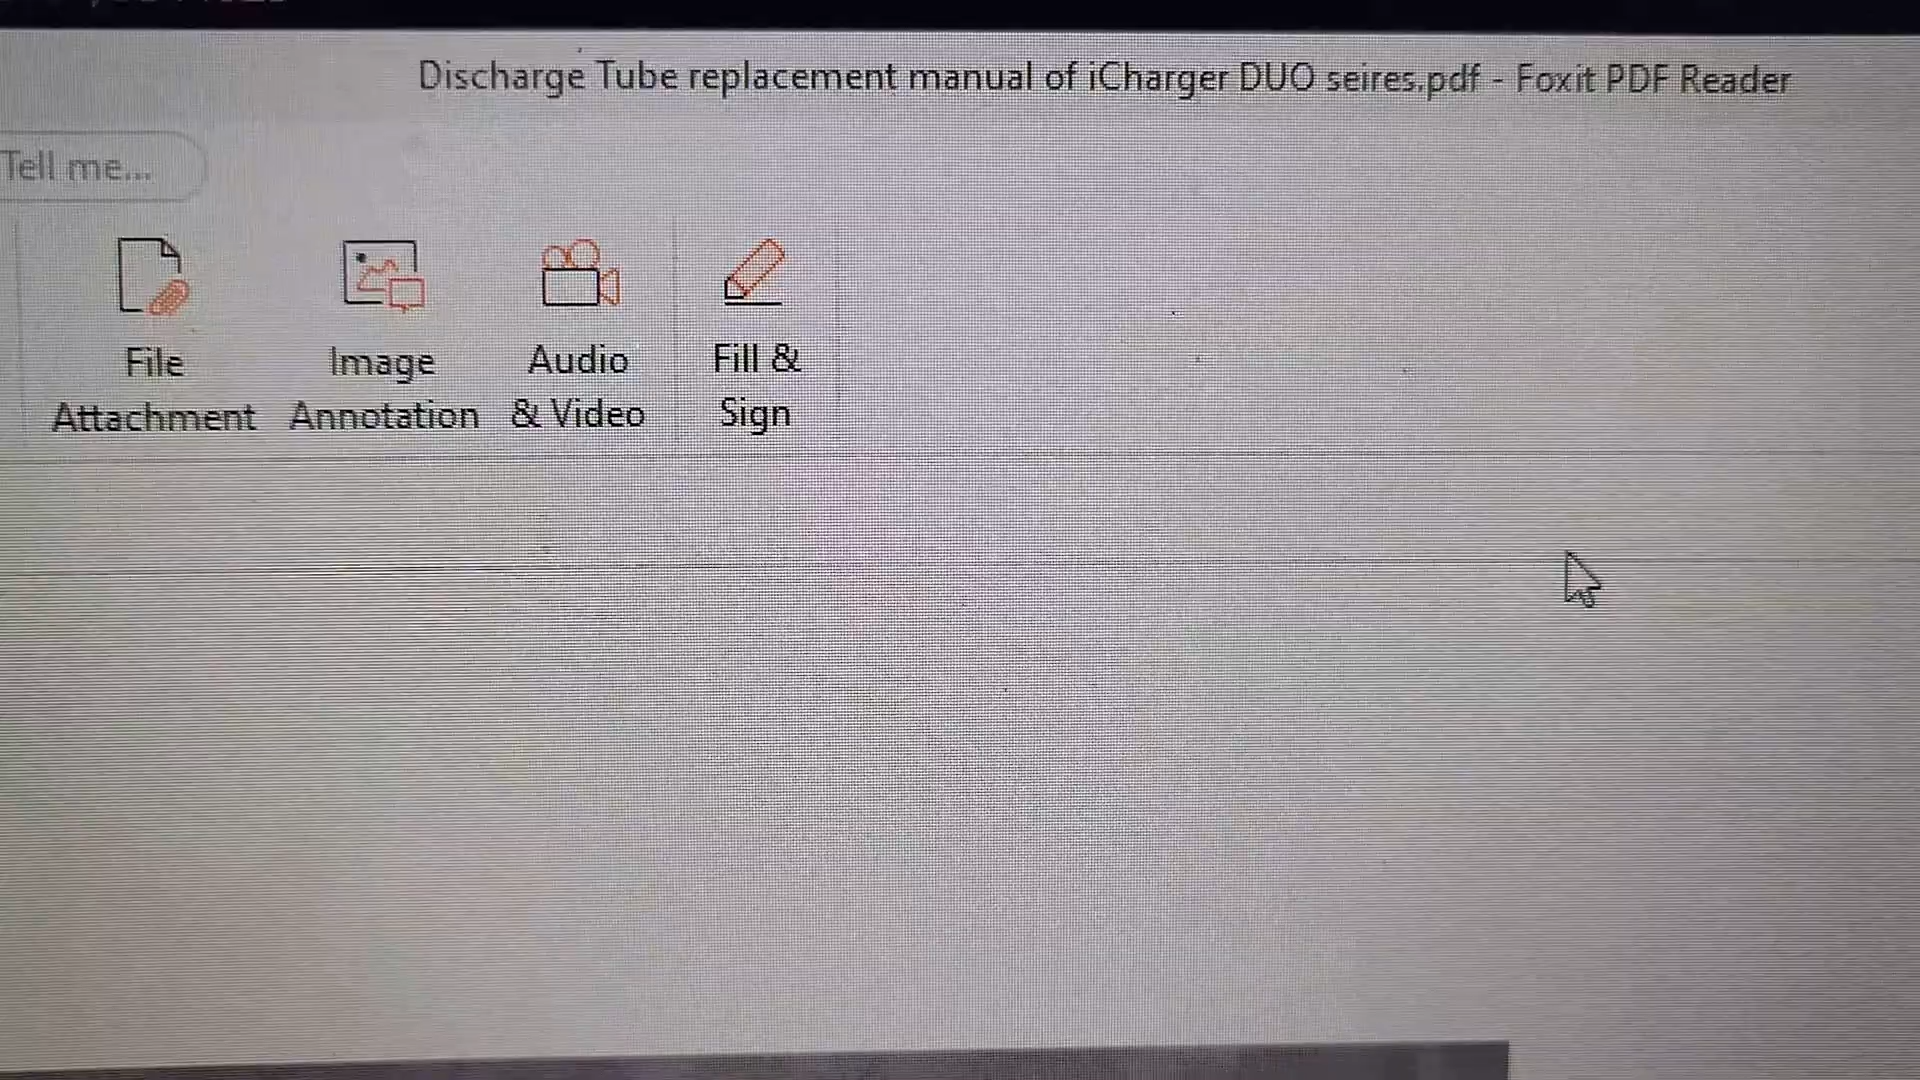 Discharge Tube replacement manual of iCharger DUO seires.pdf - Foxit PDF Reader
Tell me...
File
Attachment
Image
Annotation
Audio
& Video
Fill &
Sign